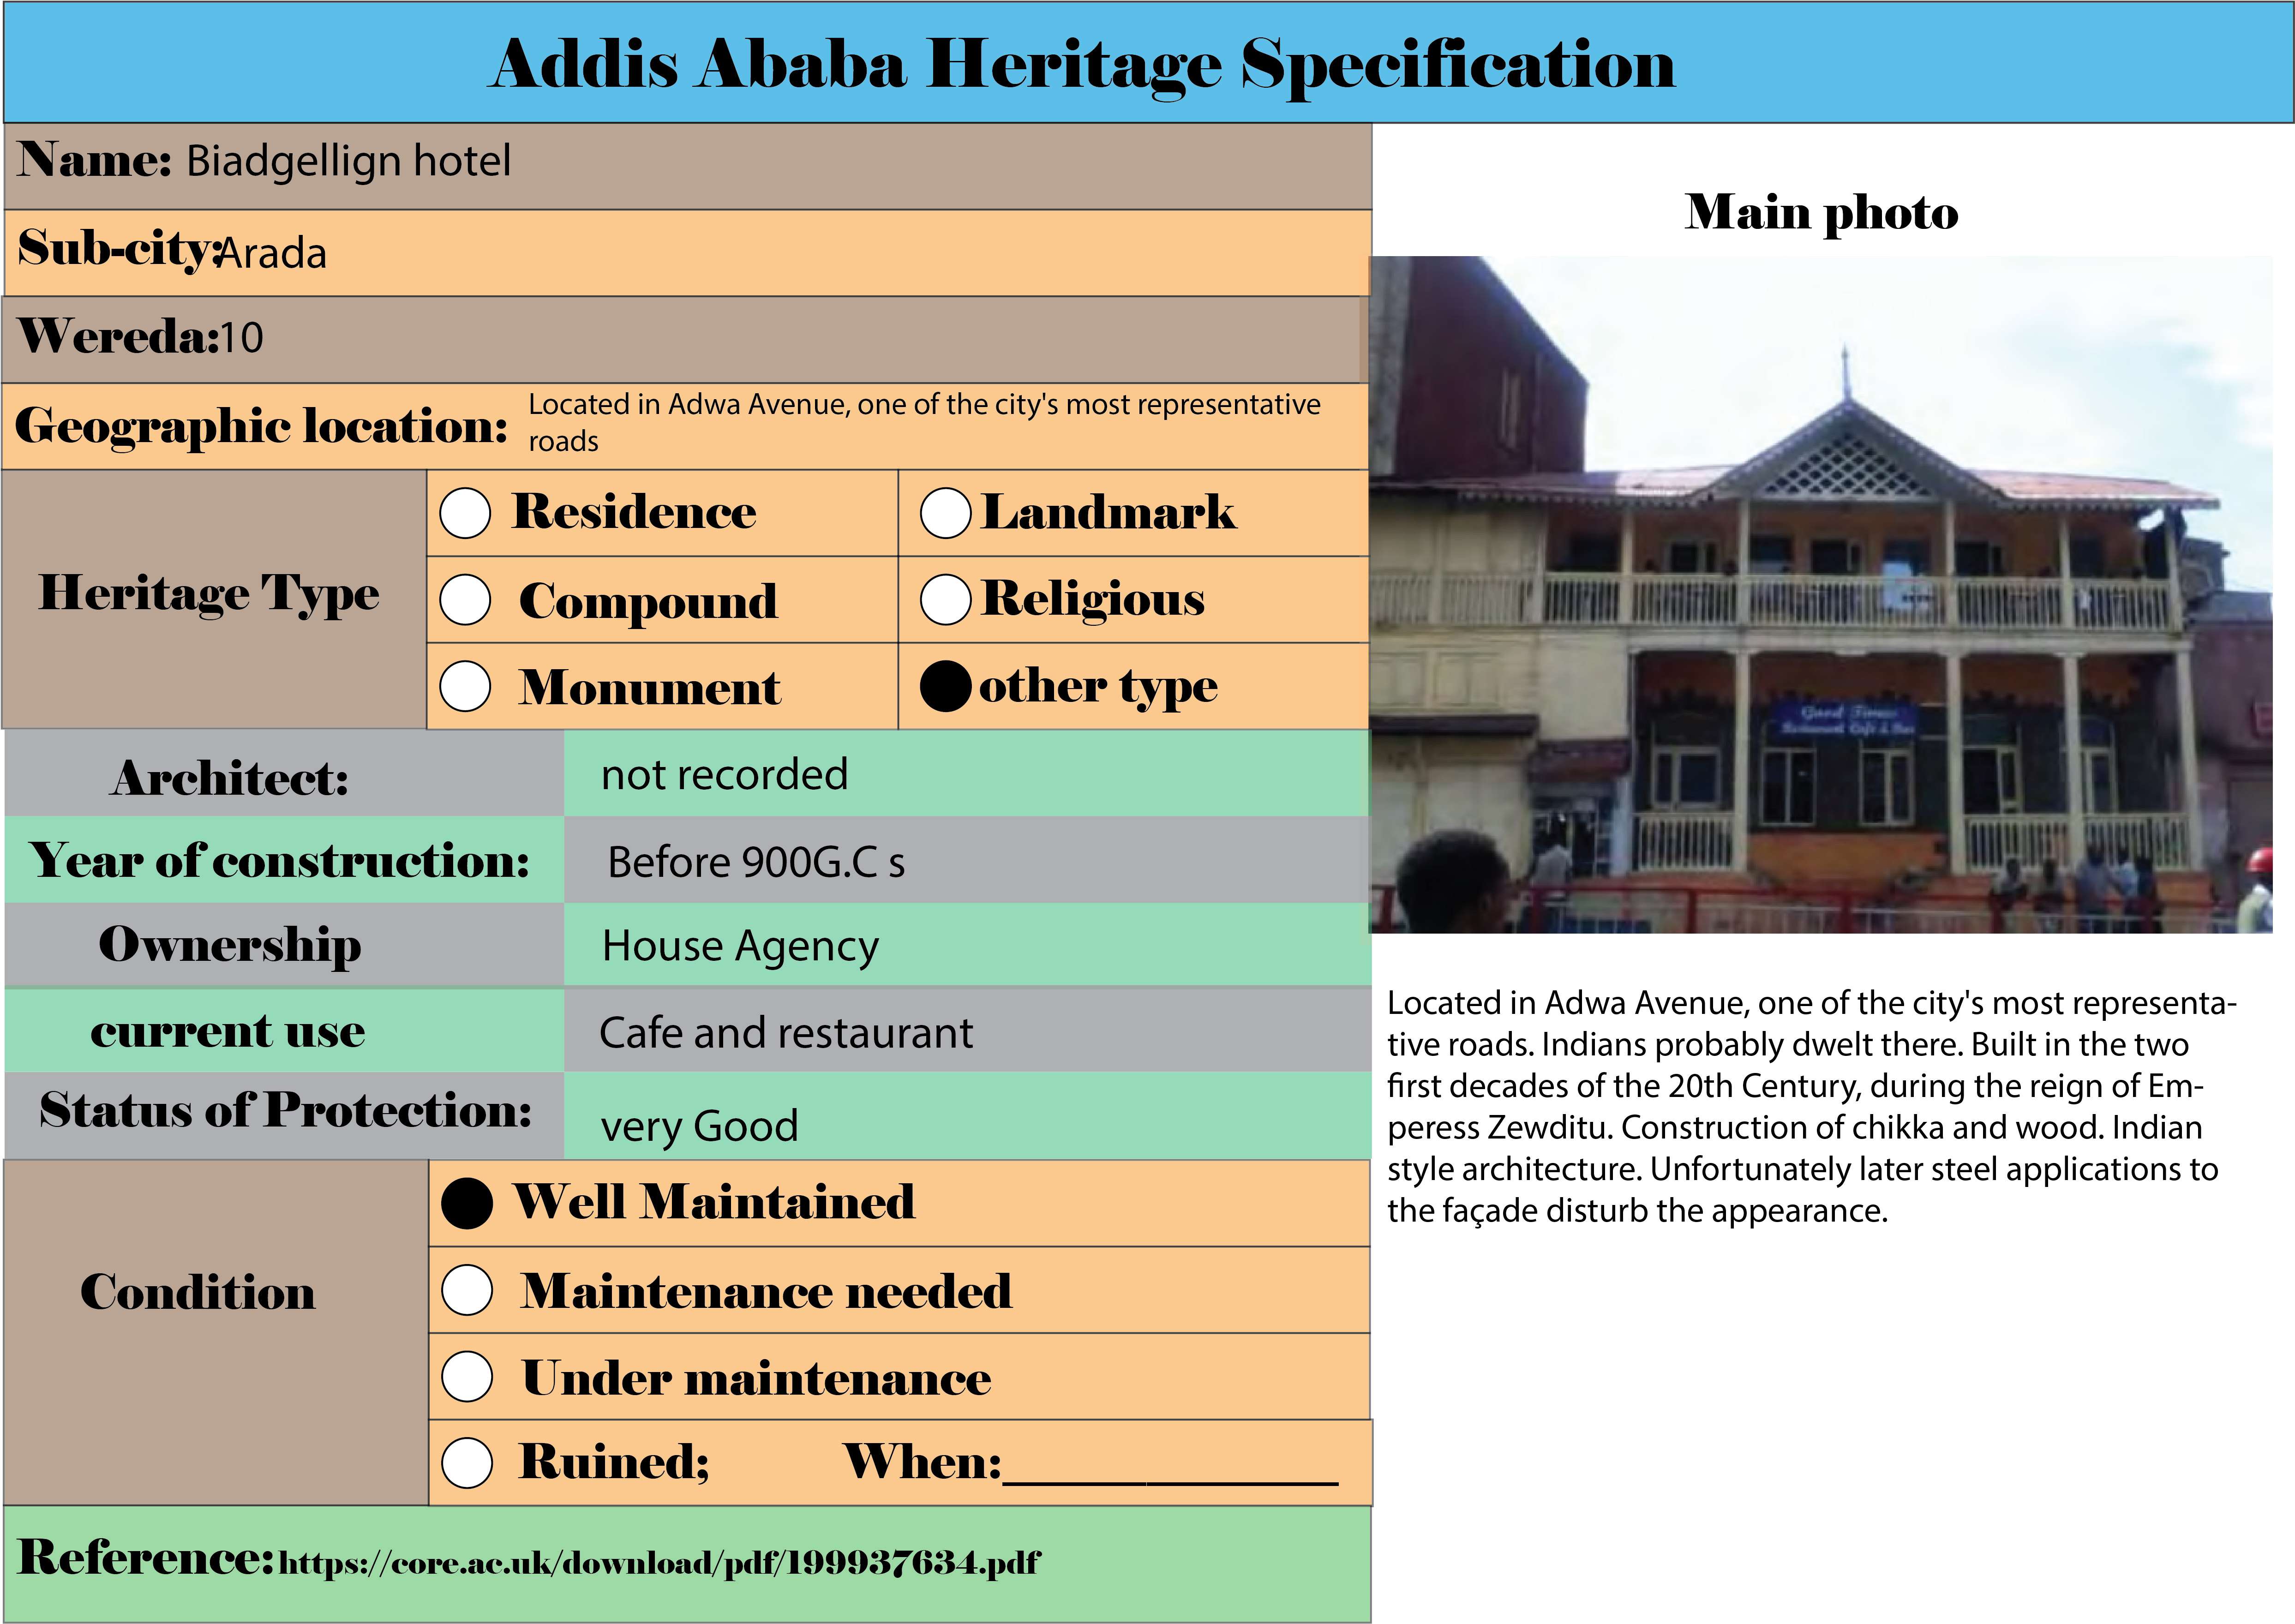 Addis Ababa Heritage Specification
Name: Biadgellign hotel
Sub-city:Arada
Wereda:10
Geographic location: Located in Adwa Avenue, one of the city's most representative
roads
Heritage Type
Residence
Landmark
Compound
Religious
Monument
other type
Architect: not recorded
Year of construction: Before 900G.C s
Ownership House Agency
current use Cafe and restaurant
Status of Protection: very Good
Condition
Well Maintained
Maintenance needed
Under maintenance
Ruined; When:
Reference: https://core.ac.uk/download/pdf/199937634.pdf
Main photo
Good Times
Restaurant Cafe & Bar
Located in Adwa Avenue, one of the city's most representa-
tive roads. Indians probably dwelt there. Built in the two
first decades of the 20th Century, during the reign of Em-
peress Zewditu. Construction of chikka and wood. Indian
style architecture. Unfortunately later steel applications to
the façade disturb the appearance.